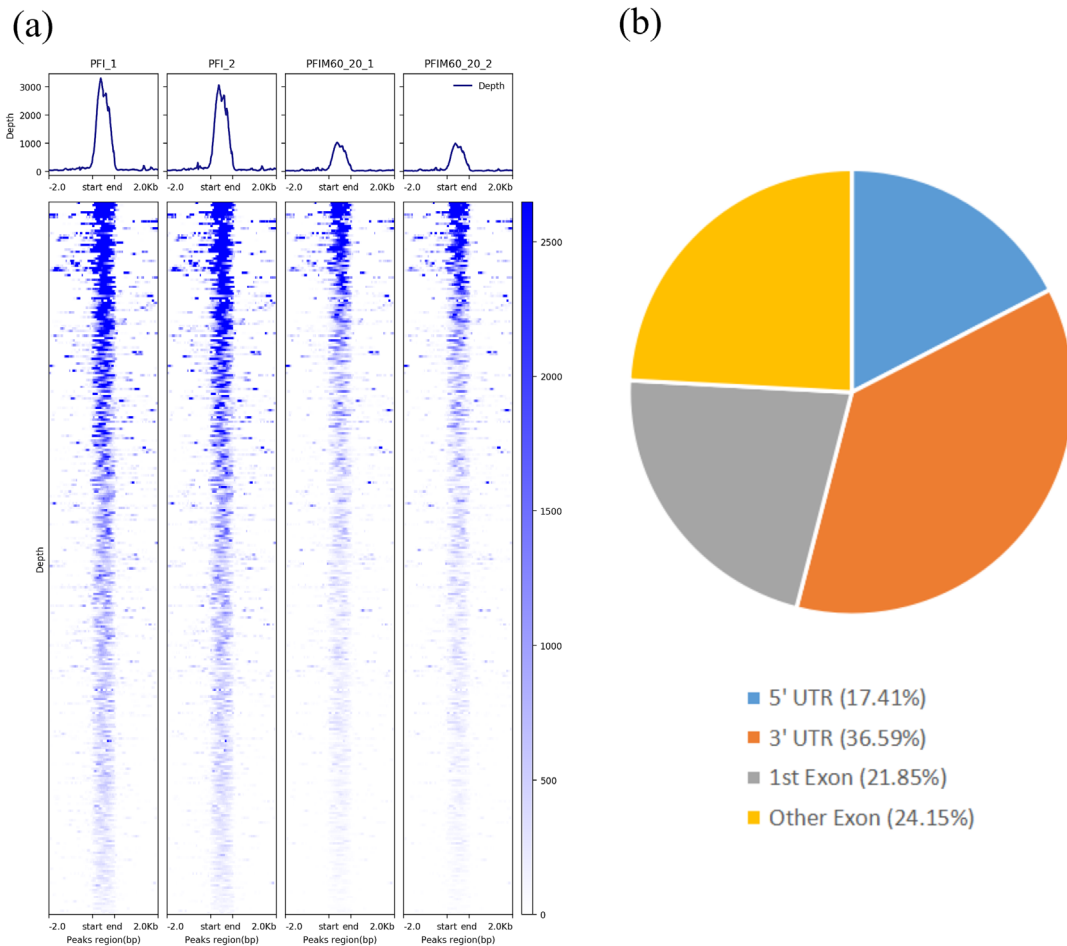 (a)
(b)
PFI_1 PFI_2 PFIM60_20_1 PFIM60_20_2
Depth
3000
2000
1000
0
Depth
-2.0 start end 2.0Kb -2.0 start end 2.0Kb -2.0 start end 2.0Kb -2.0 start end 2.0Kb
Depth
2500
2000
1500
1000
500
0
-2.0 start end 2.0Kb -2.0 start end 2.0Kb -2.0 start end 2.0Kb -2.0 start end 2.0Kb
Peaks region(bp) Peaks region(bp) Peaks region(bp) Peaks region(bp)
5' UTR (17.41%)
3' UTR (36.59%)
1st Exon (21.85%)
Other Exon (24.15%)